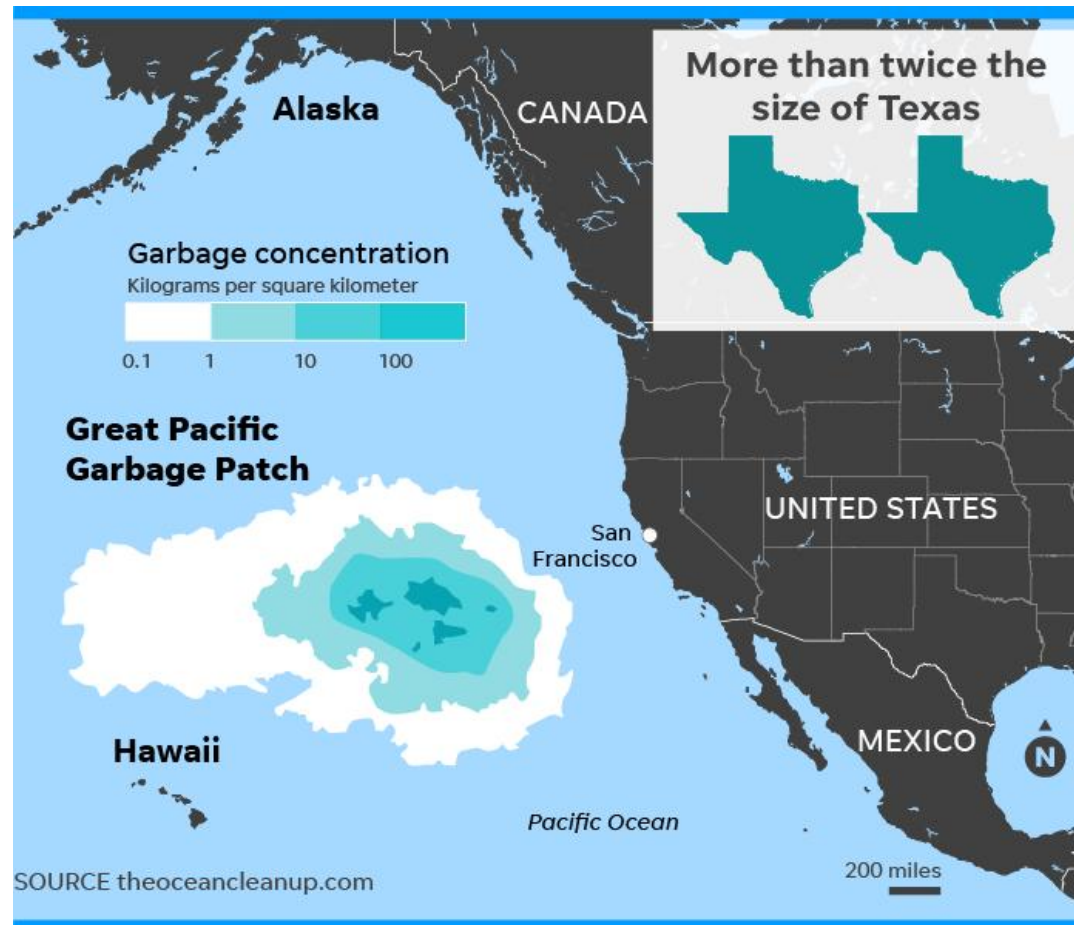 More than twice the
size of Texas
Alaska
CANADA
Garbage concentration
Kilograms per square kilometer
0.1 1 10 100
Great Pacific
Garbage Patch
UNITED STATES
San
Francisco
Hawaii
MEXICO
N
Pacific Ocean
200 miles
SOURCE theoceancleanup.com